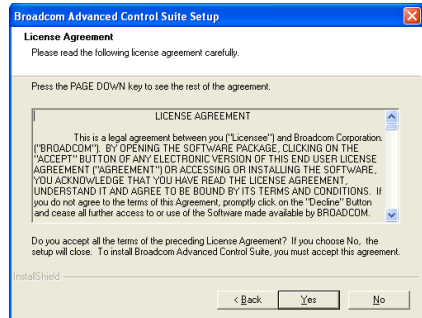 Broadcom Advanced Control Suite Setup
License Agreement
Please read the following license agreement carefully.
Press the PAGE DOWN key to see the rest of the agreement.
LICENSE AGREEMENT
This is a legal agreement between you ("Licensee") and Broadcom Corporation.
("BROADCOM"). BY OPENING THE SOFTWARE PACKAGE, CLICKING ON THE
"ACCEPT" BUTTON OF ANY ELECTRONIC VERSION OF THIS END USER LICENSE
AGREEMENT ("AGREEMENT") OR ACCESSING OR INSTALLING THE SOFTWARE,
YOU ACKNOWLEDGE THAT YOU HAVE READ THE LICENSE AGREEMENT,
UNDERSTAND IT AND AGREE TO BE BOUND BY ITS TERMS AND CONDITIONS. If
you do not agree to the terms of this Agreement, promptly click on the "Decline" Button
and cease all further access to or use of the Software made available by BROADCOM.
Do you accept all the terms of the preceding License Agreement? If you choose No, the
setup will close. To install Broadcom Advanced Control Suite, you must accept this agreement.
InstallShield
< Back
Yes
No